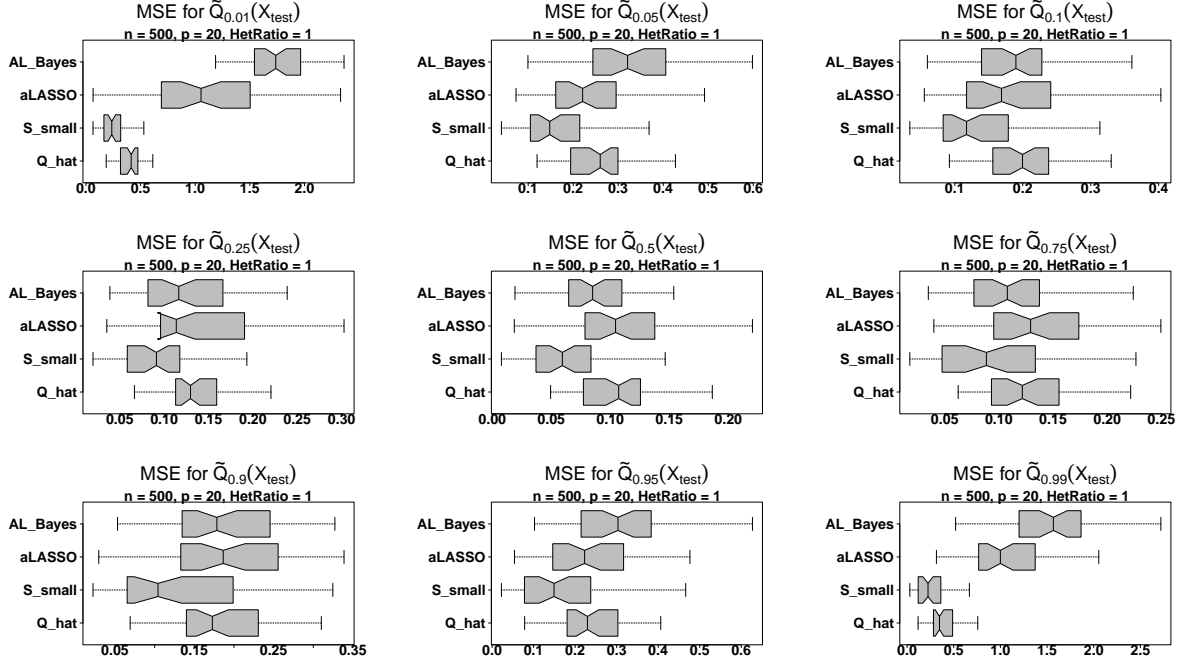 MSE for Q̃0.01(Xtest)
n = 500, p = 20, HetRatio = 1
AL_Bayes
aLASSO
S_small
Q_hat
0.0 0.5 1.0 1.5 2.0
MSE for Q̃0.05(Xtest)
n = 500, p = 20, HetRatio = 1
AL_Bayes
aLASSO
S_small
Q_hat
0.1 0.2 0.3 0.4 0.5 0.6
MSE for Q̃0.1(Xtest)
n = 500, p = 20, HetRatio = 1
AL_Bayes
aLASSO
S_small
Q_hat
0.1 0.2 0.3 0.4
MSE for Q̃0.25(Xtest)
n = 500, p = 20, HetRatio = 1
AL_Bayes
aLASSO
S_small
Q_hat
0.05 0.10 0.15 0.20 0.25 0.30
MSE for Q̃0.5(Xtest)
n = 500, p = 20, HetRatio = 1
AL_Bayes
aLASSO
S_small
Q_hat
0.00 0.05 0.10 0.15 0.20
MSE for Q̃0.75(Xtest)
n = 500, p = 20, HetRatio = 1
AL_Bayes
aLASSO
S_small
Q_hat
0.05 0.10 0.15 0.20 0.25
MSE for Q̃0.9(Xtest)
n = 500, p = 20, HetRatio = 1
AL_Bayes
aLASSO
S_small
Q_hat
0.05 0.15 0.25 0.35
MSE for Q̃0.95(Xtest)
n = 500, p = 20, HetRatio = 1
AL_Bayes
aLASSO
S_small
Q_hat
0.0 0.1 0.2 0.3 0.4 0.5 0.6
MSE for Q̃0.99(Xtest)
n = 500, p = 20, HetRatio = 1
AL_Bayes
aLASSO
S_small
Q_hat
0.0 0.5 1.0 1.5 2.0 2.5